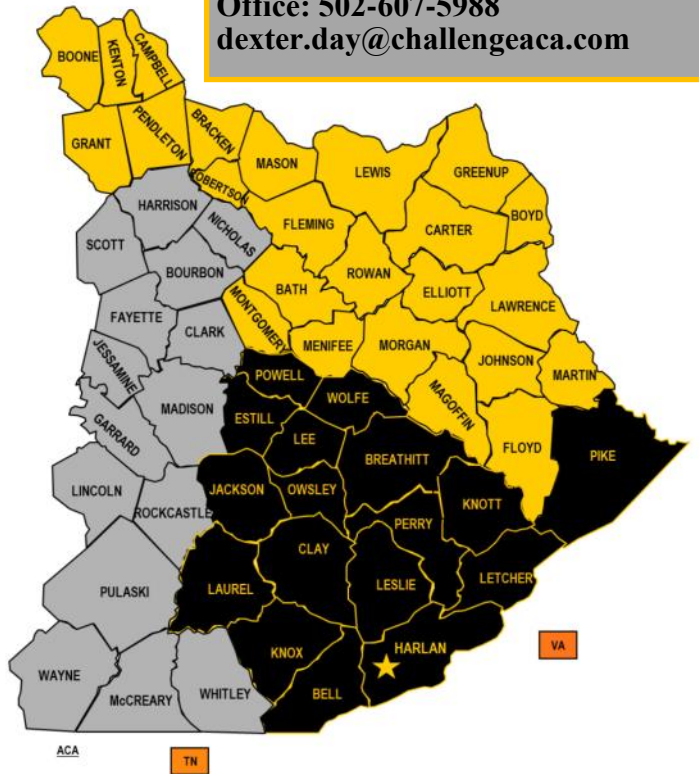 Office: 502-607-5988
dexter.day@challengeaca.com
BOONE
KENTON
CAMPBELL
GRANT
PENDLETON
BRACKEN
MASON
LEWIS
GREENUP
ROBERTSON
BOYD
HARRISON
NICHOLAS
FLEMING
CARTER
SCOTT
BOURBON
ROWAN
BATH
ELLIOTT
LAWRENCE
FAYETTE
CLARK
MONTGOMERY
MENIFEE
MORGAN
JOHNSON
MARTIN
JESSAMINE
POWELL
WOLFE
MAGOFFIN
MADISON
ESTILL
GARRARD
LEE
FLOYD
BREATHITT
PIKE
LINCOLN
JACKSON
OWSLEY
KNOTT
ROCKCASTLE
PERRY
CLAY
PULASKI
LAUREL
LESLIE
LETCHER
HARLAN
VA
KNOX
WAYNE
McCREARY
WHITLEY
BELL
ACA
TN